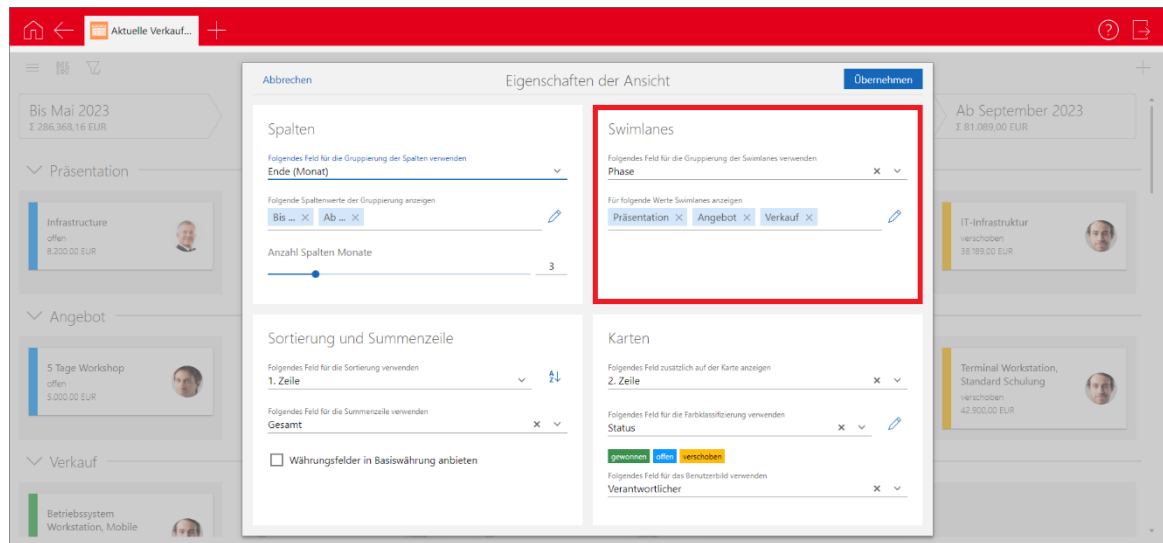 Aktuelle Verkauf...
Abbrechen
Eigenschaften der Ansicht
Übernehmen
Bis Mai 2023
Σ 286.368,16 EUR
Ab September 2023
Σ 81.089,00 EUR
Spalten
Folgendes Feld für die Gruppierung der Spalten verwenden
Ende (Monat)
Folgende Spaltenwerte der Gruppierung anzeigen
Bis ... × Ab ... ×
Anzahl Spalten Monate
3
Swimlanes
Folgendes Feld für die Gruppierung der Swimlanes verwenden
Phase
Für folgende Werte Swimlanes anzeigen
Präsentation × Angebot × Verkauf ×
Präsentation
Infrastructure
offen
8.200,00 EUR
IT-Infrastruktur
verschoben
38.189,00 EUR
Angebot
5 Tage Workshop
offen
5.000,00 EUR
Terminal Workstation,
Standard Schulung
verschoben
42.900,00 EUR
Sortierung und Summenzeile
Folgendes Feld für die Sortierung verwenden
1. Zeile
Folgendes Feld für die Summenzeile verwenden
Gesamt
Währungsfelder in Basiswährung anbieten
Karten
Folgendes Feld zusätzlich auf der Karte anzeigen
2. Zeile
Folgendes Feld für die Farbklassifizierung verwenden
Status
gewonnen offen verschoben
Folgendes Feld für das Benutzerbild verwenden
Verantwortlicher
Verkauf
Betriebssystem
Workstation, Mobile